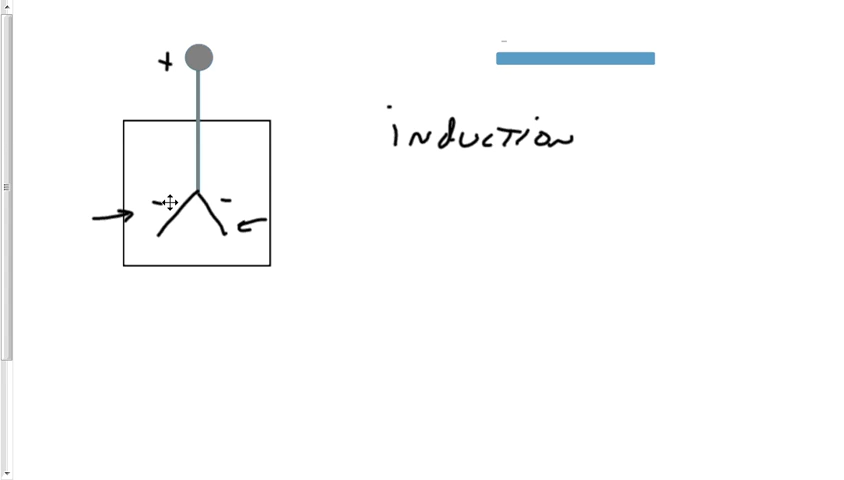 +
–
induction
- -